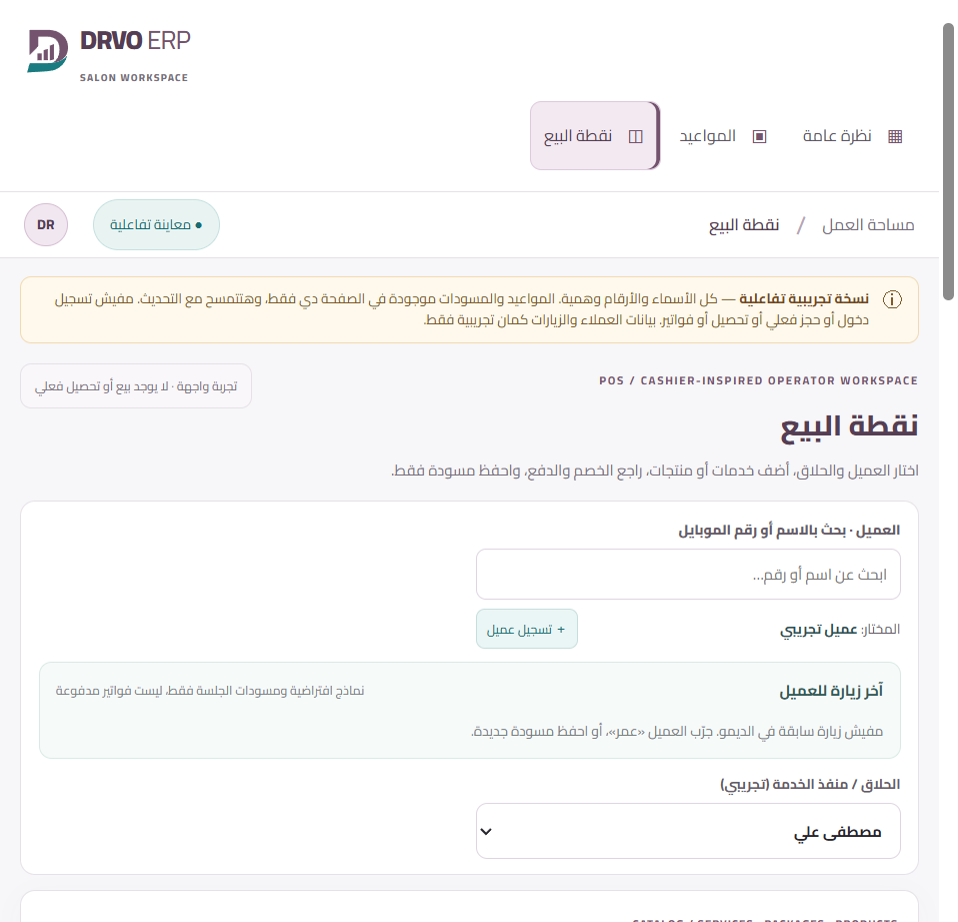 DRVO ERP
SALON WORKSPACE
نظرة عامة
المواعيد
نقطة البيع
مساحة العمل / نقطة البيع
● معاينة تفاعلية
DR
نسخة تجريبية تفاعلية — كل الأسماء والأرقام وهمية. المواعيد والمسودات موجودة في الصفحة دي فقط، وهتتمسح مع التحديث. مفيش تسجيل
دخول أو حجز فعلي أو تحصيل أو فواتير. بيانات العملاء والزيارات كمان تجريبية فقط.
POS / CASHIER-INSPIRED OPERATOR WORKSPACE
تجربة واجهة · لا يوجد بيع أو تحصيل فعلي
نقطة البيع
اختار العميل والحلاق، أضف خدمات أو منتجات، راجع الخصم والدفع، واحفظ مسودة فقط.
العميل · بحث بالاسم أو رقم الموبايل
ابحث عن اسم أو رقم...
المختار: عميل تجريبي
+ تسجيل عميل
آخر زيارة للعميل
نماذج افتراضية ومسودات الجلسة فقط، ليست فواتير مدفوعة
مفيش زيارة سابقة في الديمو. جرّب العميل «عمر»، أو احفظ مسودة جديدة.
الحلاق / منفذ الخدمة (تجريبي)
مصطفى علي
CATALOG / SERVICES · PACKAGES · PRODUCTS